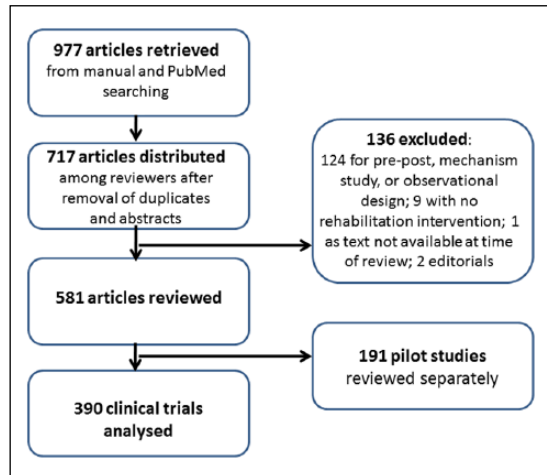 977 articles retrieved
from manual and PubMed
searching
717 articles distributed
among reviewers after
removal of duplicates
and abstracts
136 excluded:
124 for pre-post, mechanism
study, or observational
design; 9 with no
rehabilitation intervention; 1
as text not available at time
of review; 2 editorials
581 articles reviewed
191 pilot studies
reviewed separately
390 clinical trials
analysed